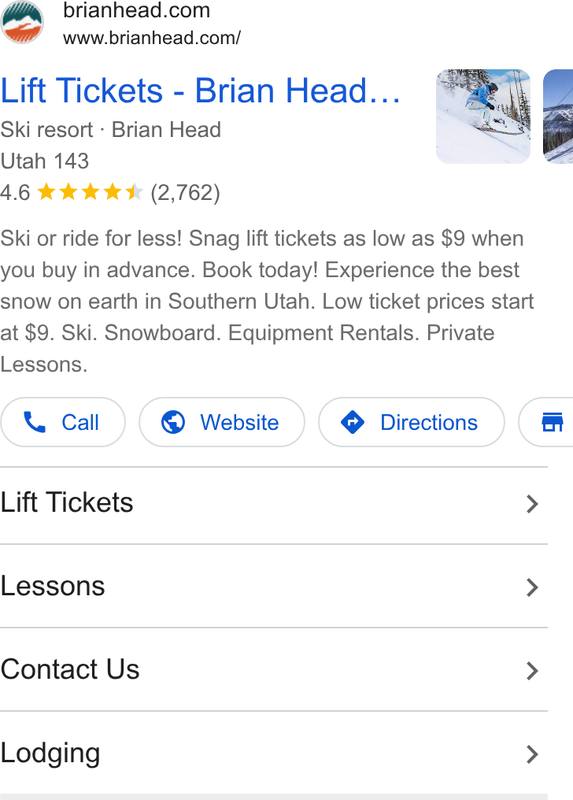 brianhead.com
www.brianhead.com/
Lift Tickets - Brian Head...
Ski resort · Brian Head
Utah 143
4.6 ★★★★★ (2,762)
Ski or ride for less! Snag lift tickets as low as $9 when
you buy in advance. Book today! Experience the best
snow on earth in Southern Utah. Low ticket prices start
at $9. Ski. Snowboard. Equipment Rentals. Private
Lessons.
Call Website Directions
Lift Tickets
Lessons
Contact Us
Lodging